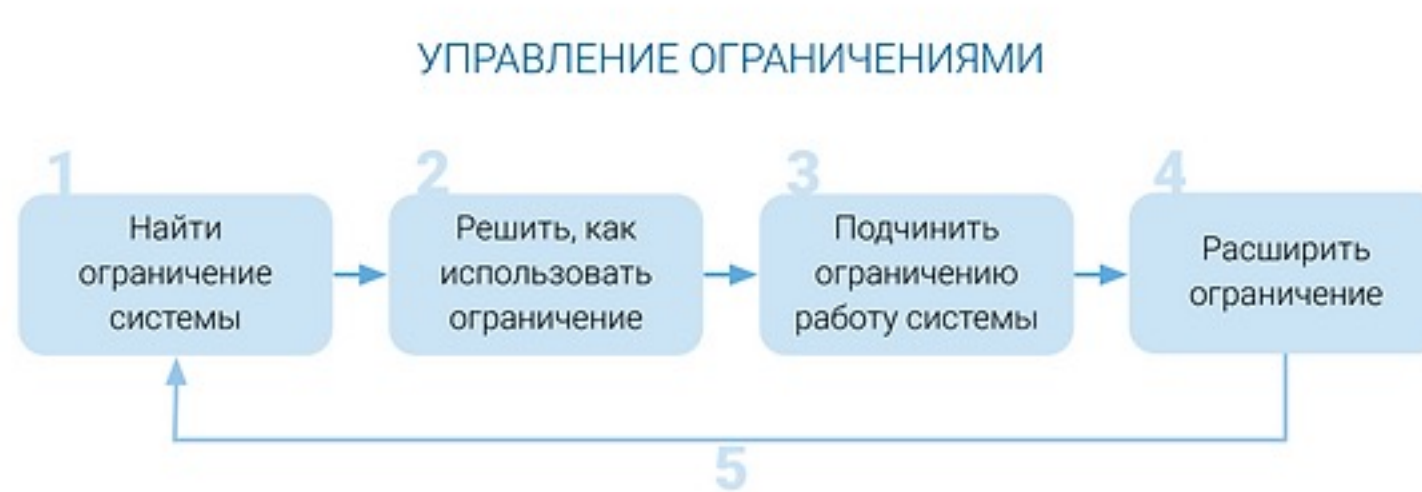 УПРАВЛЕНИЕ ОГРАНИЧЕНИЯМИ
1
Найти
ограничение
системы
2
Решить, как
использовать
ограничение
3
Подчинить
ограничению
работу системы
4
Расширить
ограничение
5